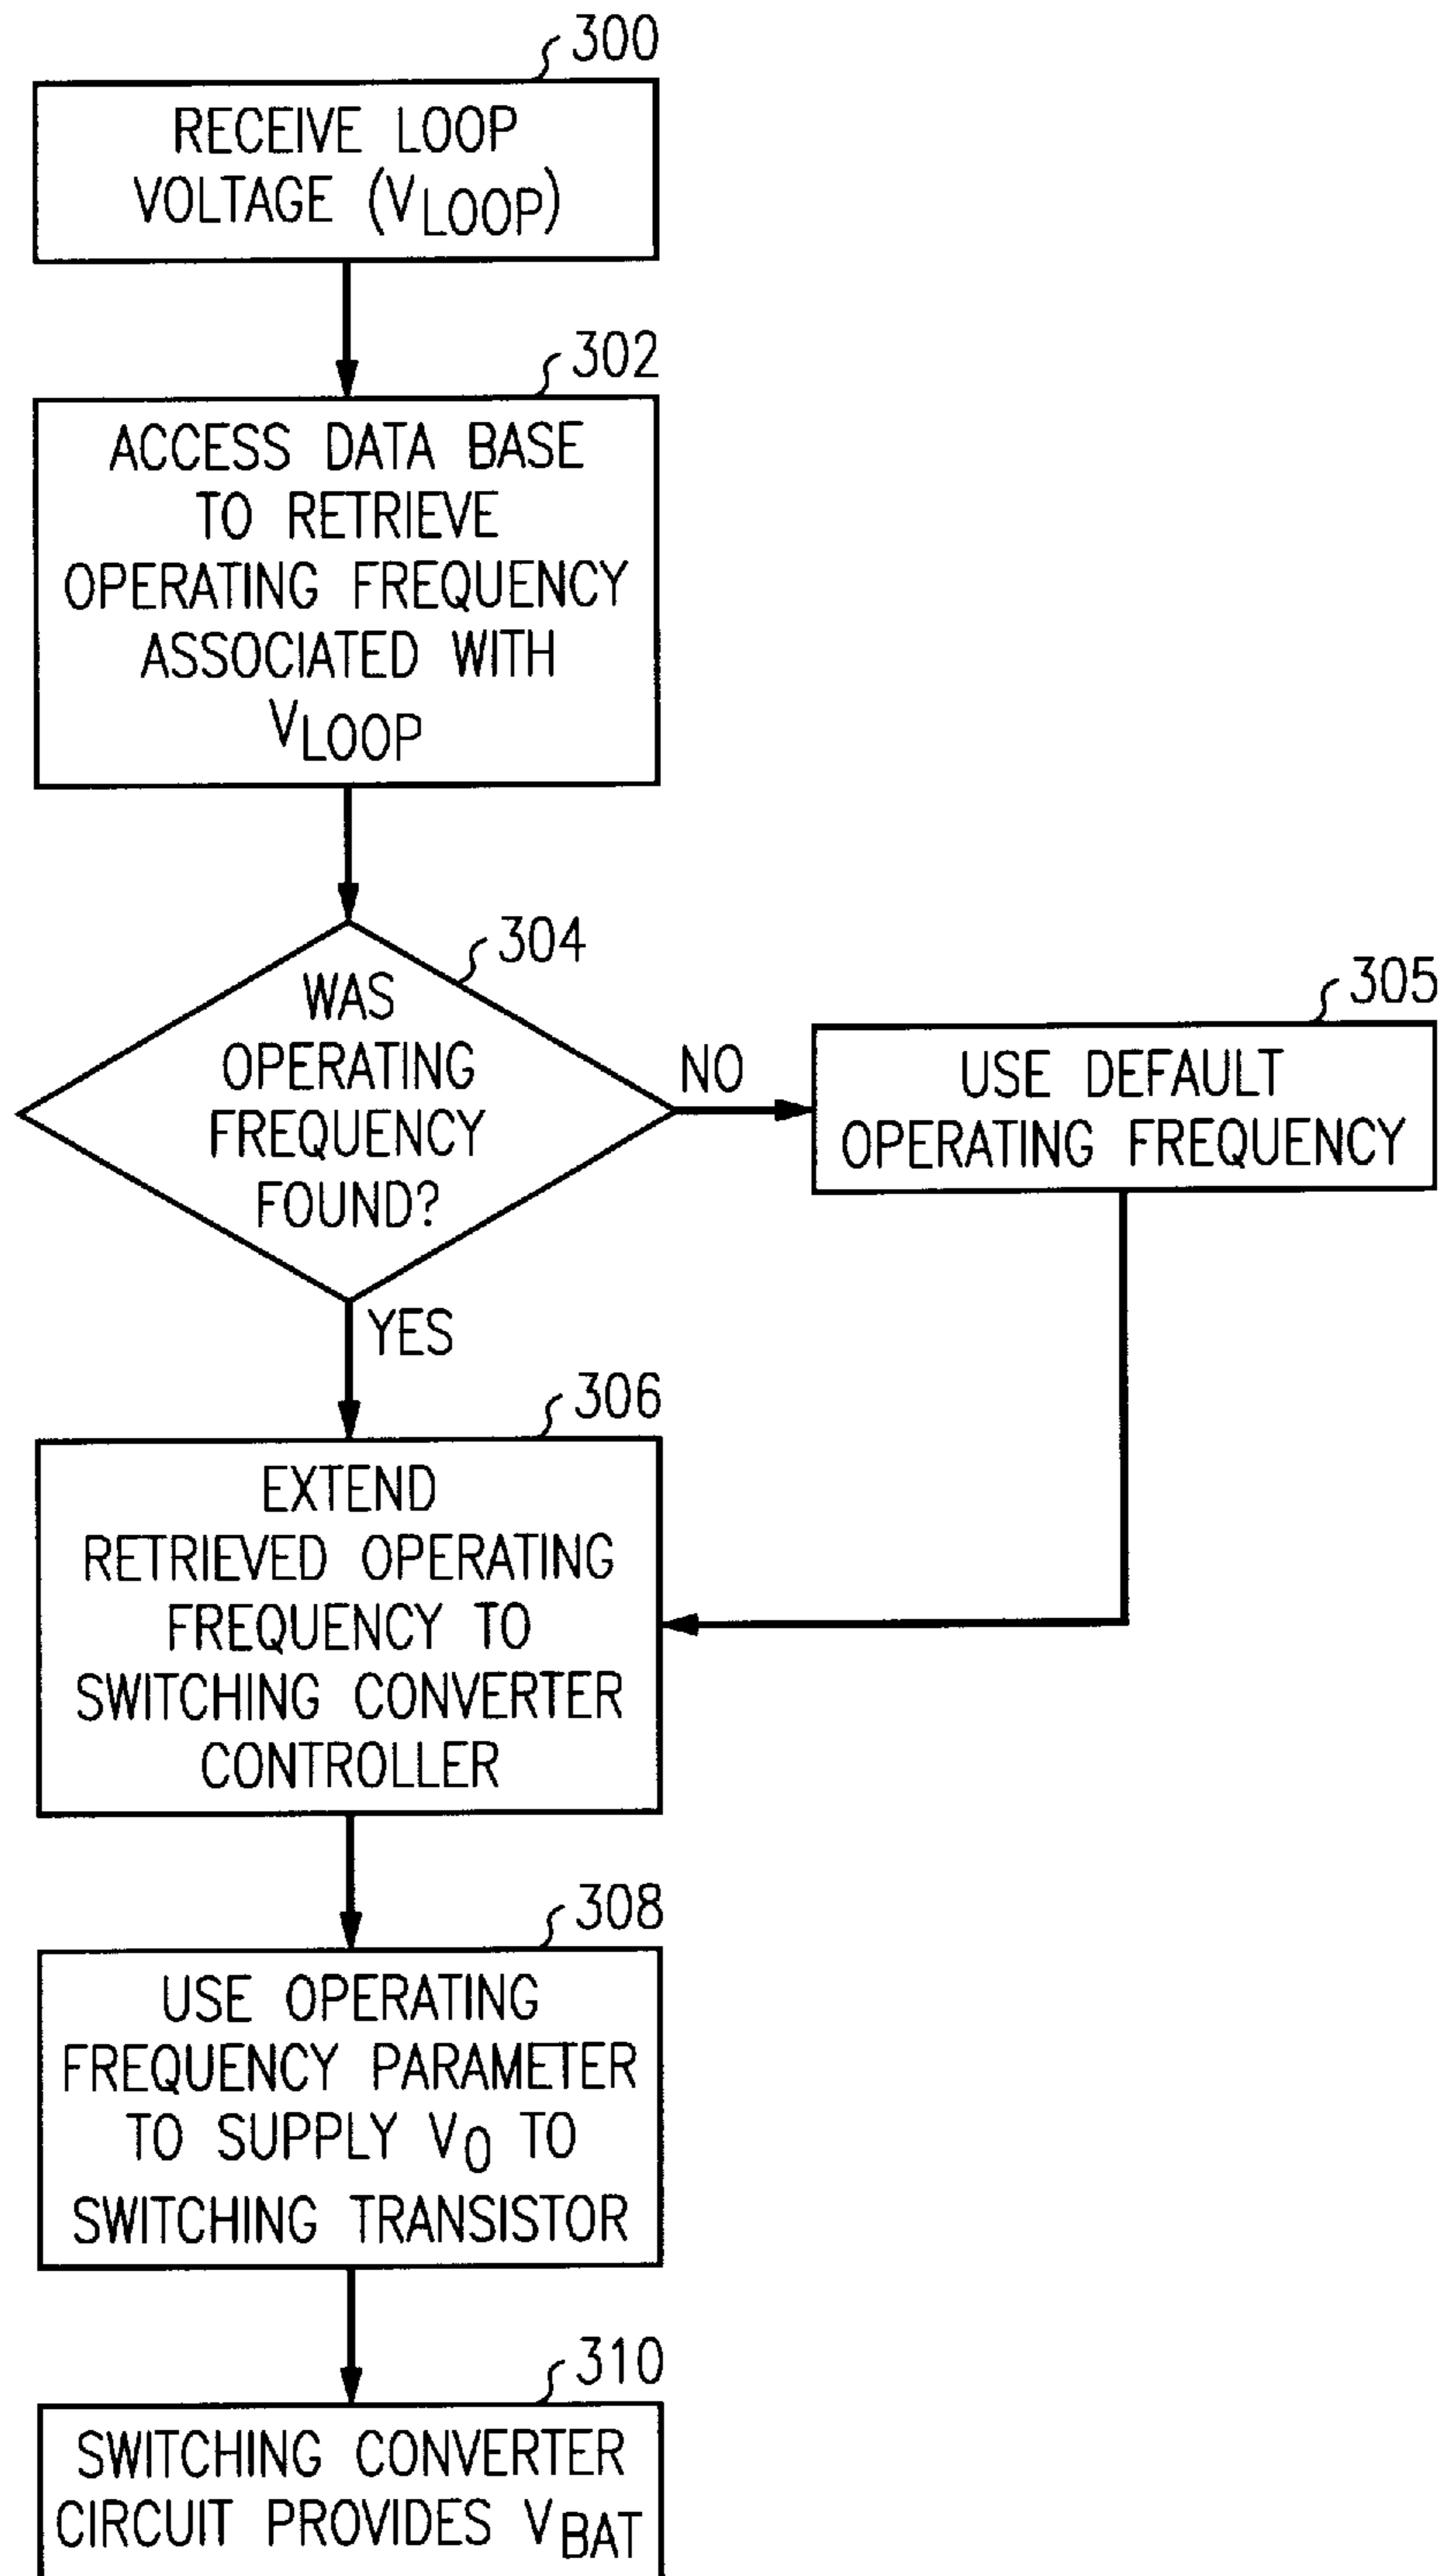 300
RECEIVE LOOP
VOLTAGE (VLOOP)
302
ACCESS DATA BASE
TO RETRIEVE
OPERATING FREQUENCY
ASSOCIATED WITH
VLOOP
304
WAS
OPERATING
FREQUENCY
FOUND?
NO
305
USE DEFAULT
OPERATING FREQUENCY
YES
306
EXTEND
RETRIEVED OPERATING
FREQUENCY TO
SWITCHING CONVERTER
CONTROLLER
308
USE OPERATING
FREQUENCY PARAMETER
TO SUPPLY V0 TO
SWITCHING TRANSISTOR
310
SWITCHING CONVERTER
CIRCUIT PROVIDES VBAT